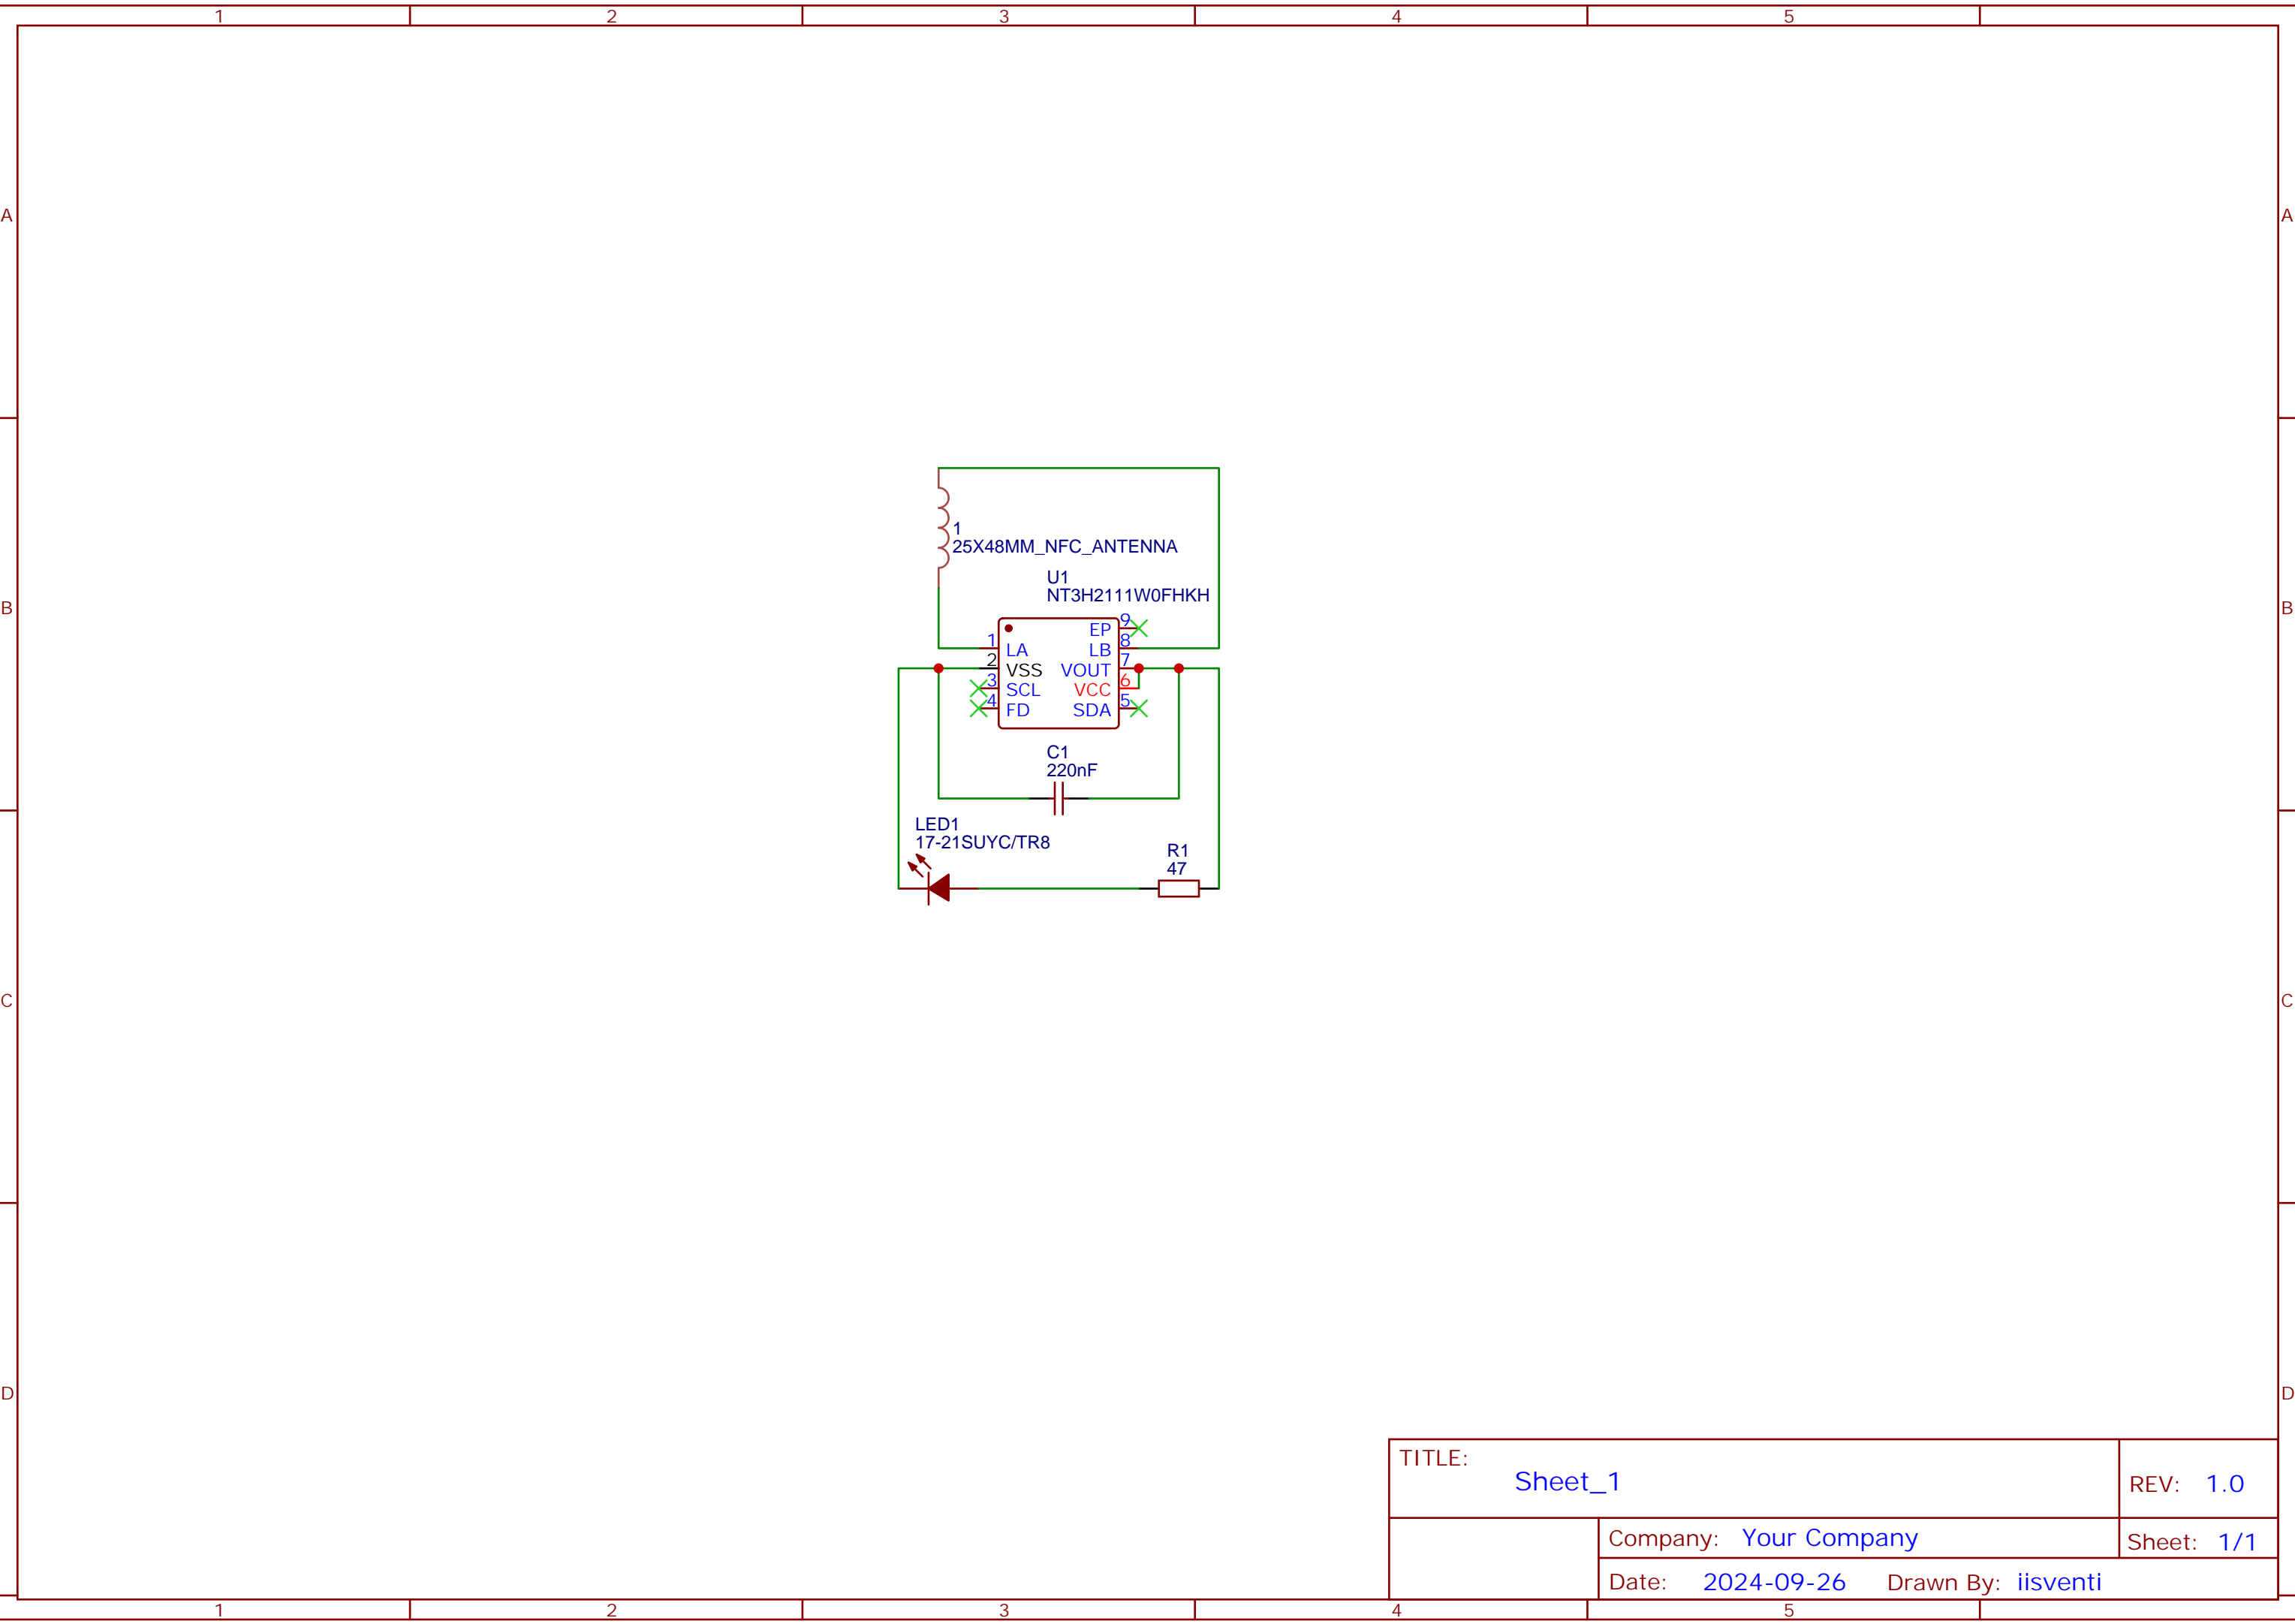 1 2 3 4 5
A A
1
25X48MM_NFC_ANTENNA
U1
NT3H2111W0FHKH
B B
9
EP
1 8
LA LB
2 7
VSS VOUT
3 6
SCL VCC
4 5
FD SDA
C1
220nF
LED1
17-21SUYC/TR8
R1
47
C C
D D
TITLE:
Sheet_1
REV: 1.0
Company: Your Company
Sheet: 1/1
Date: 2024-09-26 Drawn By: iisventi
1 2 3 4 5